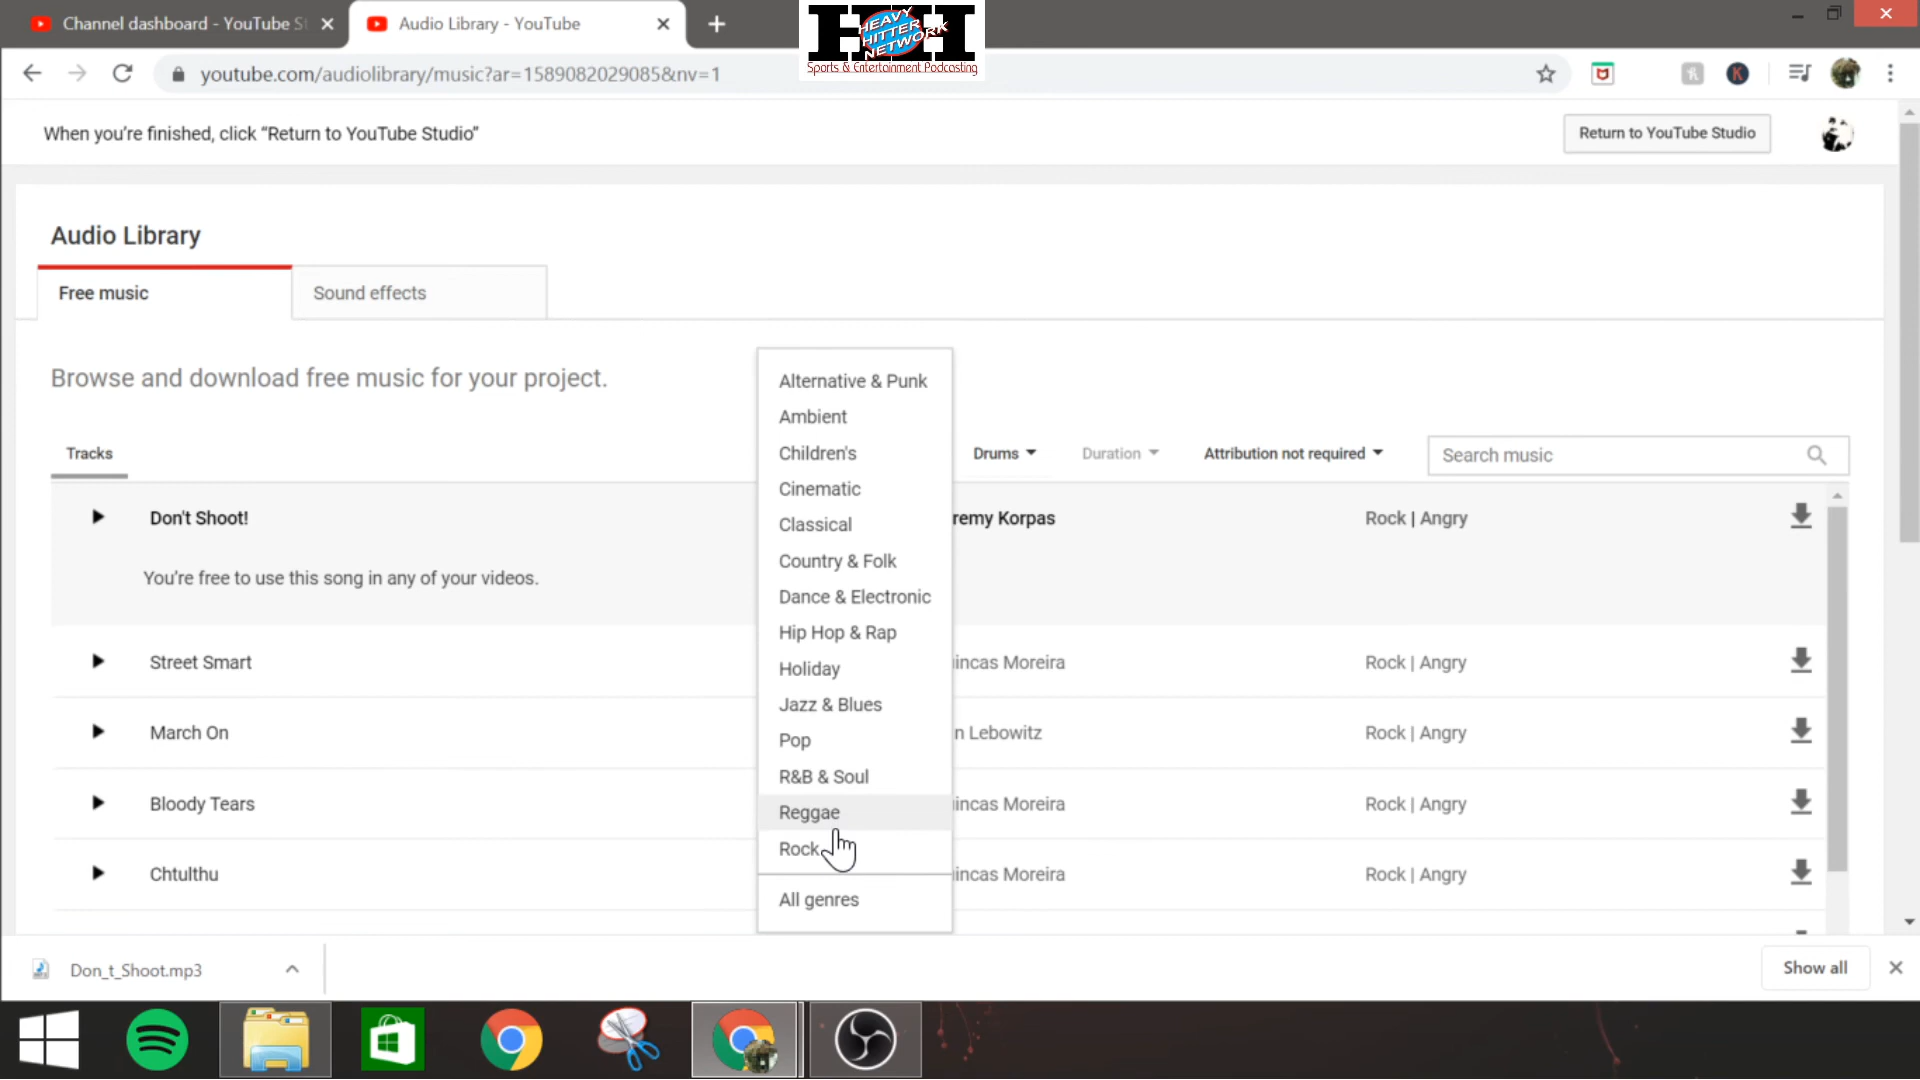 Channel dashboard - YouTube St
Audio Library - YouTube
HEAVY
HITTER
NETWORK
Sports & Entertainment Podcasting
youtube.com/audiolibrary/music?ar=1589082029085&nv=1
When you're finished, click “Return to YouTube Studio”
Return to YouTube Studio
Audio Library
Free music
Sound effects
Browse and download free music for your project.
Tracks
Drums
Duration
Attribution not required
Search music
Alternative & Punk
Ambient
Children's
Cinematic
Classical
Country & Folk
Dance & Electronic
Hip Hop & Rap
Holiday
Jazz & Blues
Pop
R&B & Soul
Reggae
Rock
All genres
Don't Shoot!
remy Korpas
Rock | Angry
You're free to use this song in any of your videos.
Street Smart
incas Moreira
Rock | Angry
March On
n Lebowitz
Rock | Angry
Bloody Tears
incas Moreira
Rock | Angry
Chtulthu
incas Moreira
Rock | Angry
Don_t_Shoot.mp3
Show all